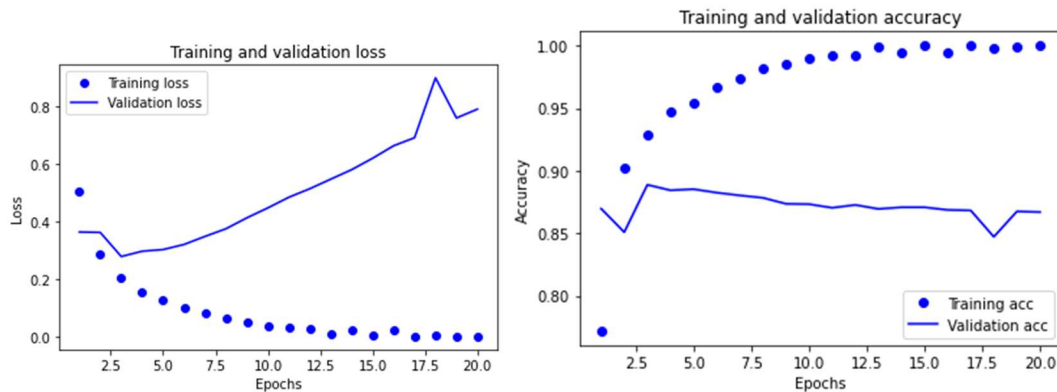 Training and validation loss
Training loss
Validation loss
0.8
0.6
0.4
0.2
0.0
Loss
2.5 5.0 7.5 10.0 12.5 15.0 17.5 20.0
Epochs
Training and validation accuracy
1.00
0.95
0.90
0.85
0.80
Accuracy
Training acc
Validation acc
2.5 5.0 7.5 10.0 12.5 15.0 17.5 20.0
Epochs